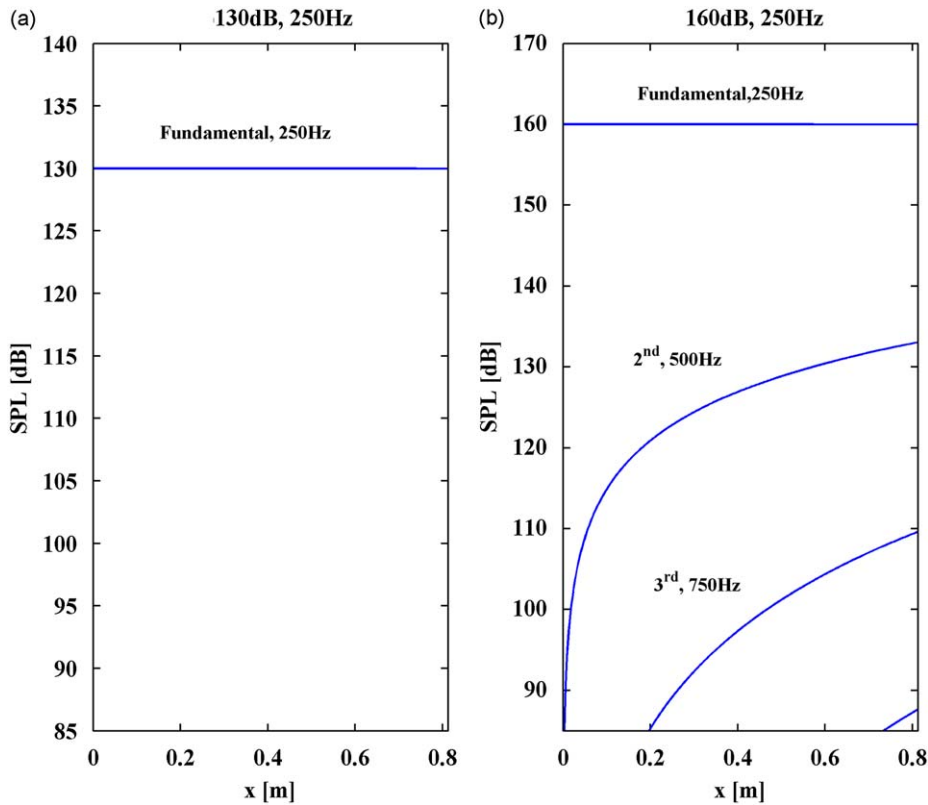 (a)
130dB, 250Hz
140
135
130
125
120
115
110
105
100
95
90
85
SPL [dB]
Fundamental, 250Hz
0
0.2
0.4
0.6
0.8
x [m]
(b)
160dB, 250Hz
170
160
150
140
130
120
110
100
90
SPL [dB]
Fundamental,250Hz
2nd, 500Hz
3rd, 750Hz
0
0.2
0.4
0.6
0.8
x [m]